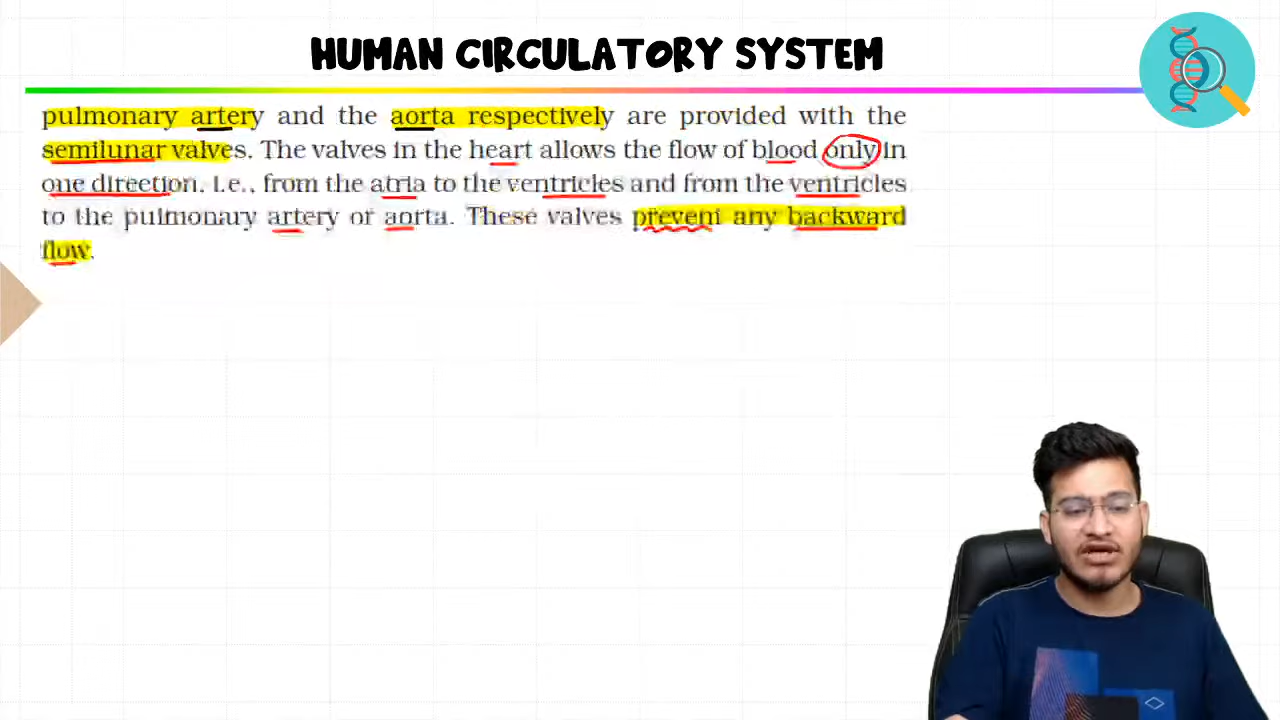 HUMAN CIRCULATORY SYSTEM
pulmonary artery and the aorta respectively are provided with the
semilunar valves. The valves in the heart allows the flow of blood only in
one direction, i.e., from the atria to the ventricles and from the ventricles
to the pulmonary artery or aorta. These valves prevent any backward
flow.